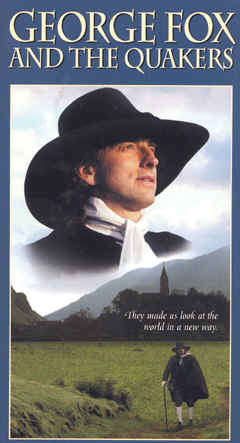 GEORGE FOX
AND THE QUAKERS
They made us look at the
world in a new way.